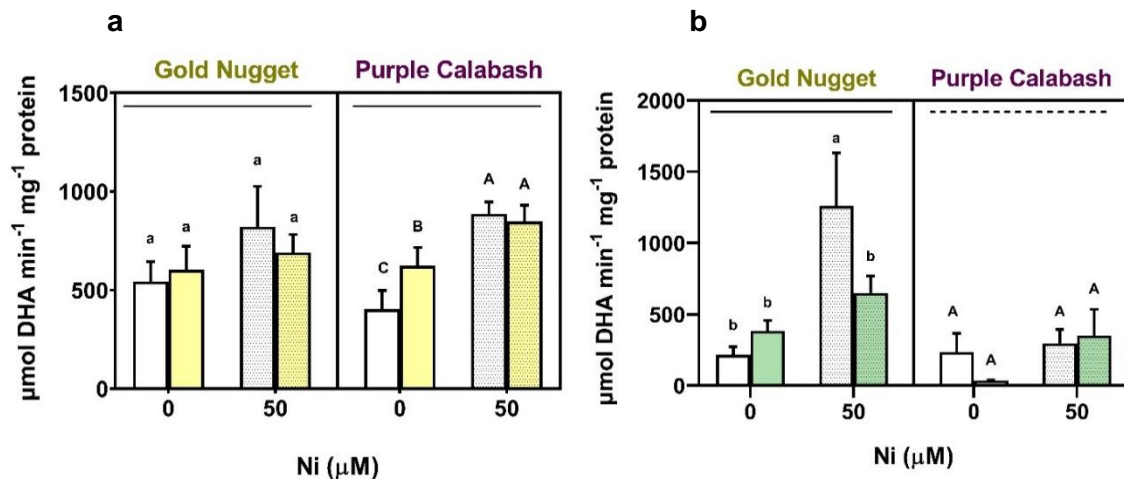 a
Gold Nugget Purple Calabash
µmol DHA min⁻¹ mg⁻¹ protein
1500
1000
500
0
a a a a C B A A
0 50 0 50
Ni (µM)
b
Gold Nugget Purple Calabash
µmol DHA min⁻¹ mg⁻¹ protein
2000
1500
1000
500
0
b b a b A A A A
0 50 0 50
Ni (µM)